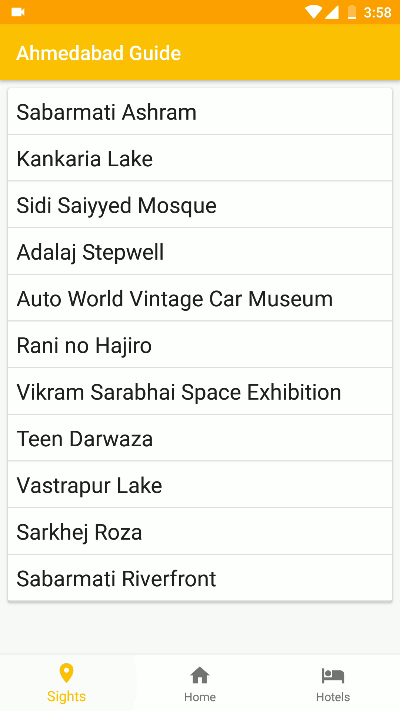 3:58
Ahmedabad Guide
Sabarmati Ashram
Kankaria Lake
Sidi Saiyyed Mosque
Adalaj Stepwell
Auto World Vintage Car Museum
Rani no Hajiro
Vikram Sarabhai Space Exhibition
Teen Darwaza
Vastrapur Lake
Sarkhej Roza
Sabarmati Riverfront
Sights Home Hotels